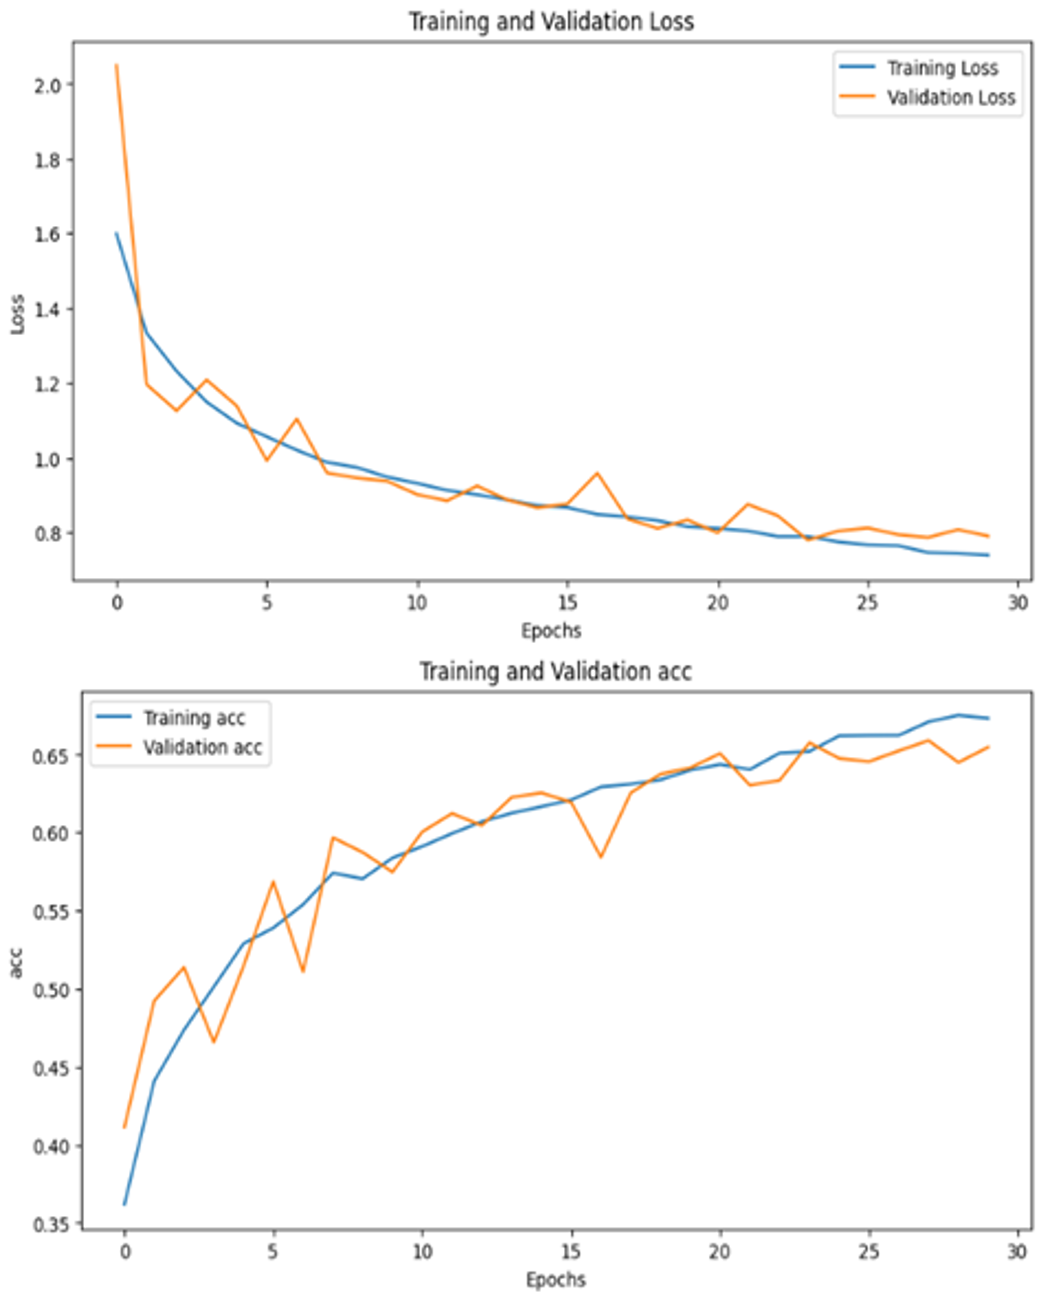 Training and Validation Loss
Training Loss
Validation Loss
2.0
1.8
1.6
1.4
1.2
1.0
0.8
Loss
0 5 10 15 20 25 30
Epochs
Training and Validation acc
Training acc
Validation acc
0.65
0.60
0.55
0.50
0.45
0.40
0.35
acc
0 5 10 15 20 25 30
Epochs